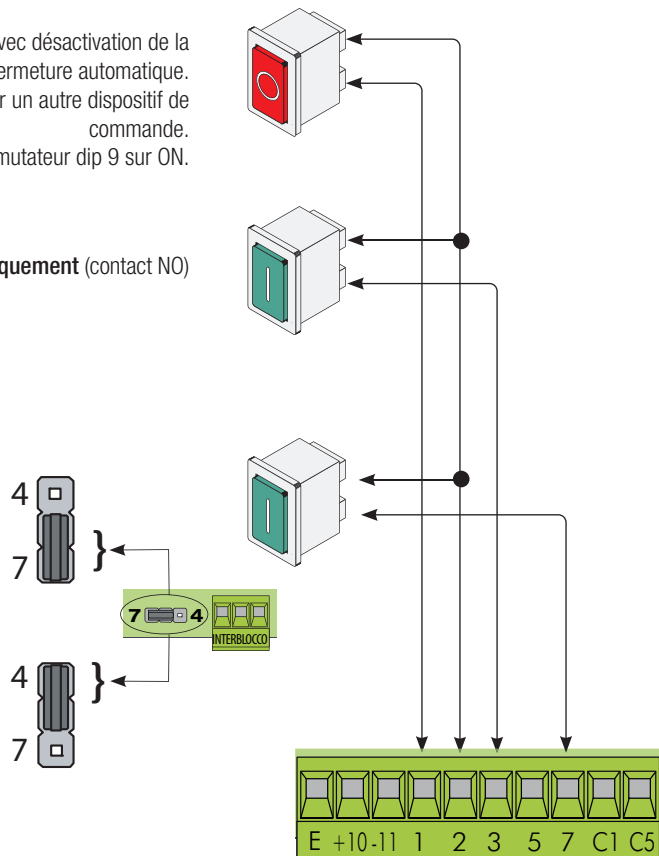 vec désactivation de la
ermeture automatique.
r un autre dispositif de
commande.
mutateur dip 9 sur ON.
quement (contact NO)
4
7
7 4
INTERBLOCCO
4
7
E +10 -11 1 2 3 5 7 C1 C5